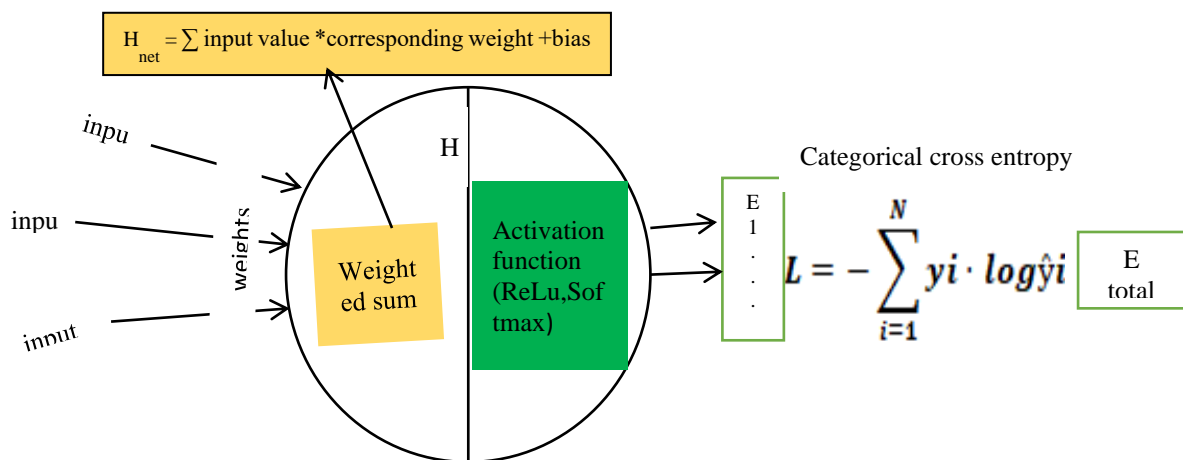 H net = ∑ input value *corresponding weight +bias
inpu
inpu
input
weights
Weight
ed sum
H
Activation
function
(ReLu,Sof
tmax)
E
1
.
.
.
Categorical cross entropy
L = − ∑ i=1 N yi · logŷi
E
total